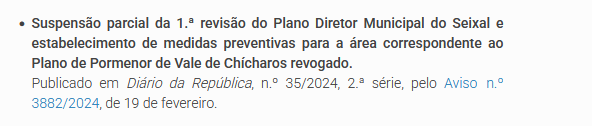 • Suspensão parcial da 1.ª revisão do Plano Diretor Municipal do Seixal e
estabelecimento de medidas preventivas para a área correspondente ao
Plano de Pormenor de Vale de Chícharos revogado.
Publicado em Diário da República, n.º 35/2024, 2.ª série, pelo Aviso n.º
3882/2024, de 19 de fevereiro.